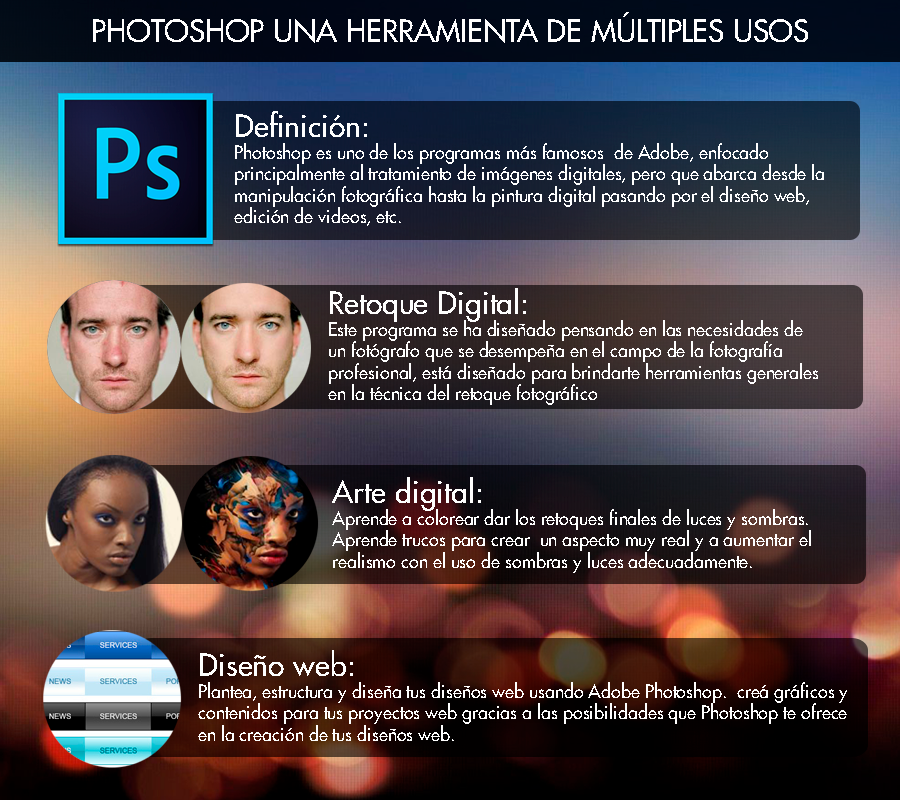 PHOTOSHOP UNA HERRAMIENTA DE MÚLTIPLES USOS
Ps
Definición:
Photoshop es uno de los programas más famosos  de Adobe, enfocado
principalmente al tratamiento de imágenes digitales, pero que abarca desde la
manipulación fotográfica hasta la pintura digital pasando por el diseño web,
edición de videos, etc.
Retoque Digital:
Este programa se ha diseñado pensando en las necesidades de
un fotógrafo que se desempeña en el campo de la fotografía
profesional, está diseñado para brindarte herramientas generales
en la técnica del retoque fotográfico
Arte digital:
Aprende a colorear dar los retoques finales de luces y sombras.
Aprende trucos para crear  un aspecto muy real y a aumentar el
realismo con el uso de sombras y luces adecuadamente.
SERVICES
NEWS SERVICES
NEWS SERVICES
SERVICES
Diseño web:
Plantea, estructura y diseña tus diseños web usando Adobe Photoshop.  creá gráficos y
contenidos para tus proyectos web gracias a las posibilidades que Photoshop te ofrece
en la creación de tus diseños web.